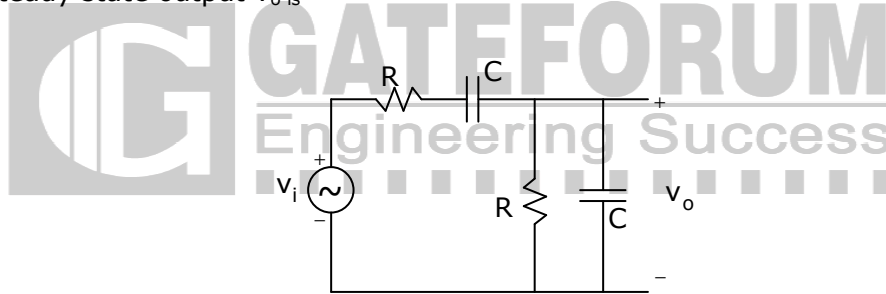 steady state output v₀ is
GATEFORUM
Engineering Success
R
C
+
+
vᵢ
~
R
C
v₀
−
−